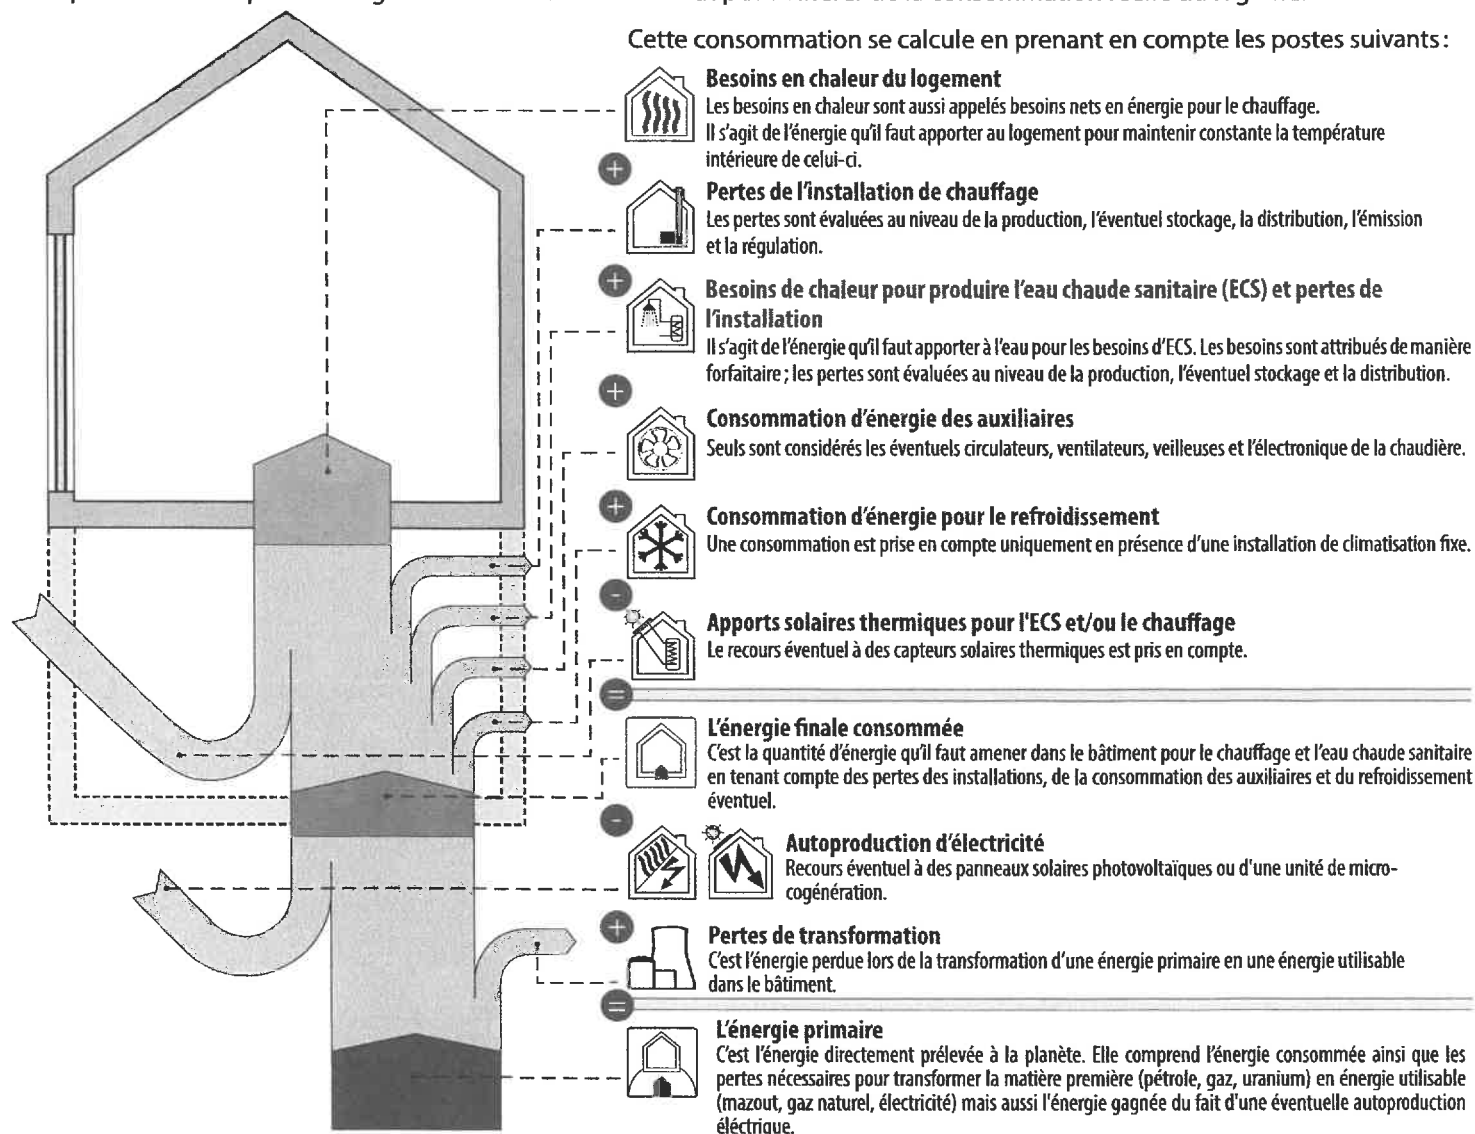 de la consommation réelle du logement.
Cette consommation se calcule en prenant en compte les postes suivants :
Besoins en chaleur du logement
Les besoins en chaleur sont aussi appelés besoins nets en énergie pour le chauffage.
Il s'agit de l'énergie qu'il faut apporter au logement pour maintenir constante la température
intérieure de celui-ci.
+
Pertes de l'installation de chauffage
Les pertes sont évaluées au niveau de la production, l'éventuel stockage, la distribution, l'émission
et la régulation.
+
Besoins de chaleur pour produire l'eau chaude sanitaire (ECS) et pertes de
l'installation
Il s'agit de l'énergie qu'il faut apporter à l'eau pour les besoins d'ECS. Les besoins sont attribués de manière
forfaitaire ; les pertes sont évaluées au niveau de la production, l'éventuel stockage et la distribution.
+
Consommation d'énergie des auxiliaires
Seuls sont considérés les éventuels circulateurs, ventilateurs, veilleuses et l'électronique de la chaudière.
+
Consommation d'énergie pour le refroidissement
Une consommation est prise en compte uniquement en présence d'une installation de climatisation fixe.
-
Apports solaires thermiques pour l'ECS et/ou le chauffage
Le recours éventuel à des capteurs solaires thermiques est pris en compte.
=
L'énergie finale consommée
C'est la quantité d'énergie qu'il faut amener dans le bâtiment pour le chauffage et l'eau chaude sanitaire
en tenant compte des pertes des installations, de la consommation des auxiliaires et du refroidissement
éventuel.
-
Autoproduction d'électricité
Recours éventuel à des panneaux solaires photovoltaïques ou d'une unité de micro-
cogénération.
+
Pertes de transformation
C'est l'énergie perdue lors de la transformation d'une énergie primaire en une énergie utilisable
dans le bâtiment.
=
L'énergie primaire
C'est l'énergie directement prélevée à la planète. Elle comprend l'énergie consommée ainsi que les
pertes nécessaires pour transformer la matière première (pétrole, gaz, uranium) en énergie utilisable
(mazout, gaz naturel, électricité) mais aussi l'énergie gagnée du fait d'une éventuelle autoproduction
éléctrique.